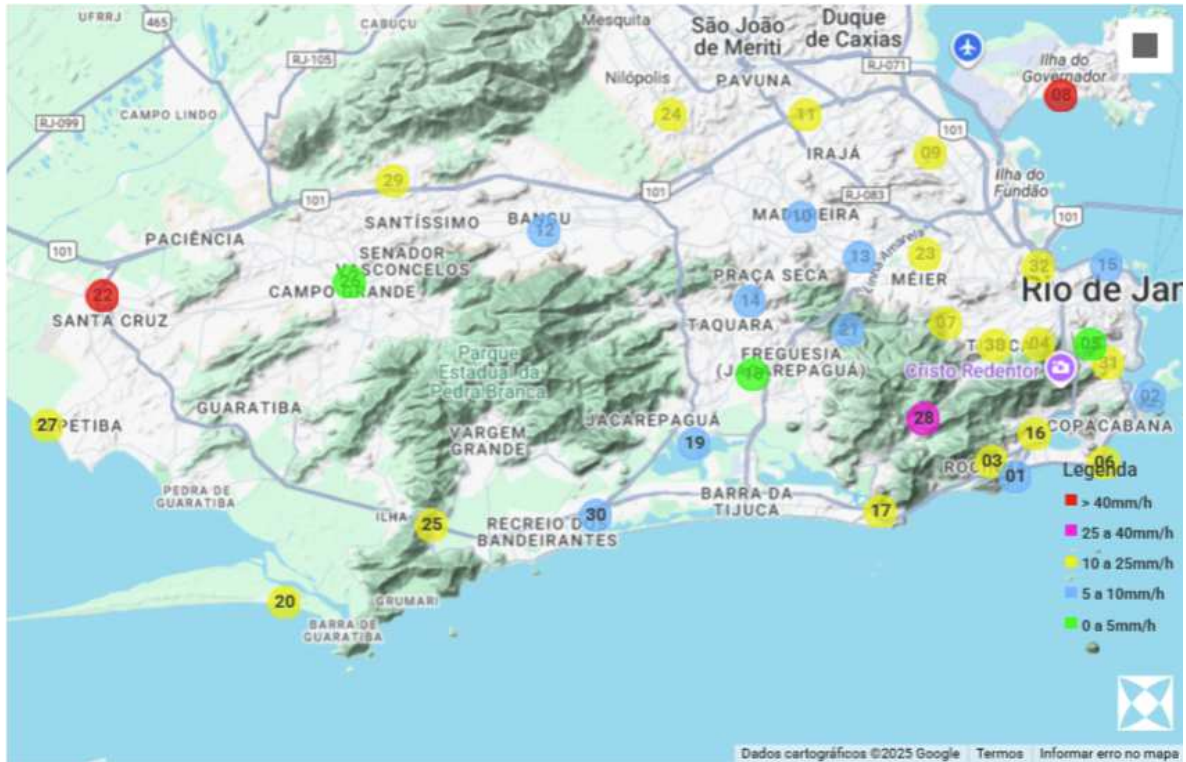 UFRRJ
465
CABUÇU
Mesquita
São João
de Meriti
Duque
de Caxias
RJ-105
Nilópolis
PAVUNA
RJ-071
Ilha do
Governador
08
RJ-099
CAMPO LINDO
24
11
101
IRAJÁ
09
29
101
101
RJ-083
Ilha do
Fundão
SANTÍSSIMO
BANGU
12
10
101
PACIÊNCIA
101
SENADOR
VASCONCELOS
13
Linha Amarela
23
MÉIER
32
15
PRAÇA SECA
CAMPO GRANDE
22
SANTA CRUZ
14
Rio de Jan
TAQUARA
21
07
Parque
Estadual da
Pedra Branca
FREGUESIA
(JACAREPAGUÁ)
38
04
05
31
Cristo Redentor
GUARATIBA
02
27
JACAREPAGUÁ
28
16
COPACABANA
VARGEM
GRANDE
19
03
01
06
Legenda
PEDRA DE
GUARATIBA
ILHA
25
RECREIO D
BANDEIRANTES
30
BARRA DA
TIJUCA
17
> 40mm/h
25 a 40mm/h
10 a 25mm/h
5 a 10mm/h
0 a 5mm/h
20
GRUMARI
BARRA DE
GUARATIBA
Dados cartográficos ©2025 Google
Termos
Informar erro no mapa